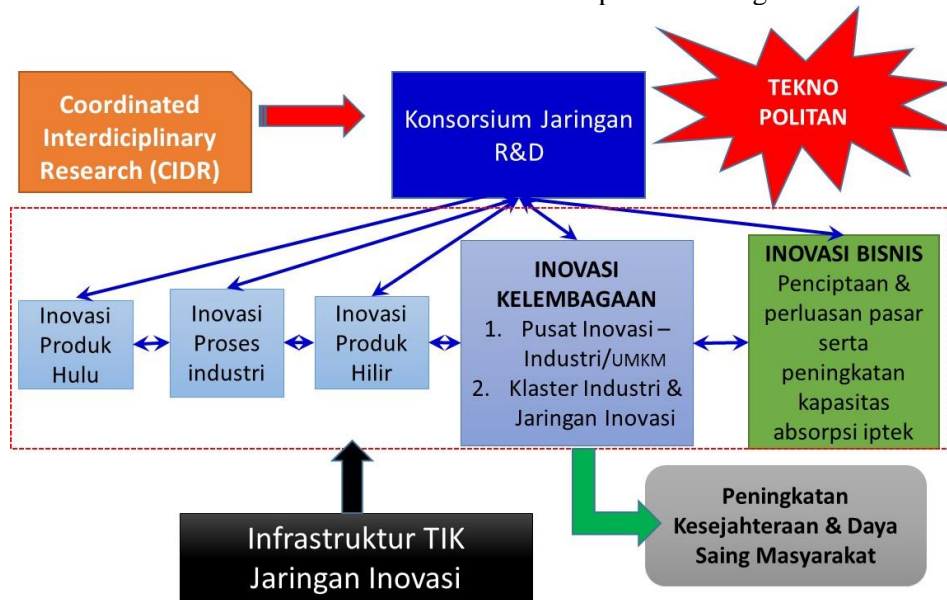 Coordinated
Interdiciplinary
Research (CIDR)
Konsorsium Jaringan
R&D
TEKNO
POLITAN
Inovasi
Produk
Hulu
Inovasi
Proses
industri
Inovasi
Produk
Hilir
INOVASI
KELEMBAGAAN
1. Pusat Inovasi –
Industri/UMKM
2. Klaster Industri &
Jaringan Inovasi
INOVASI BISNIS
Penciptaan &
perluasan pasar
serta
peningkatan
kapasitas
absorpsi iptek
Infrastruktur TIK
Jaringan Inovasi
Peningkatan
Kesejahteraan & Daya
Saing Masyarakat